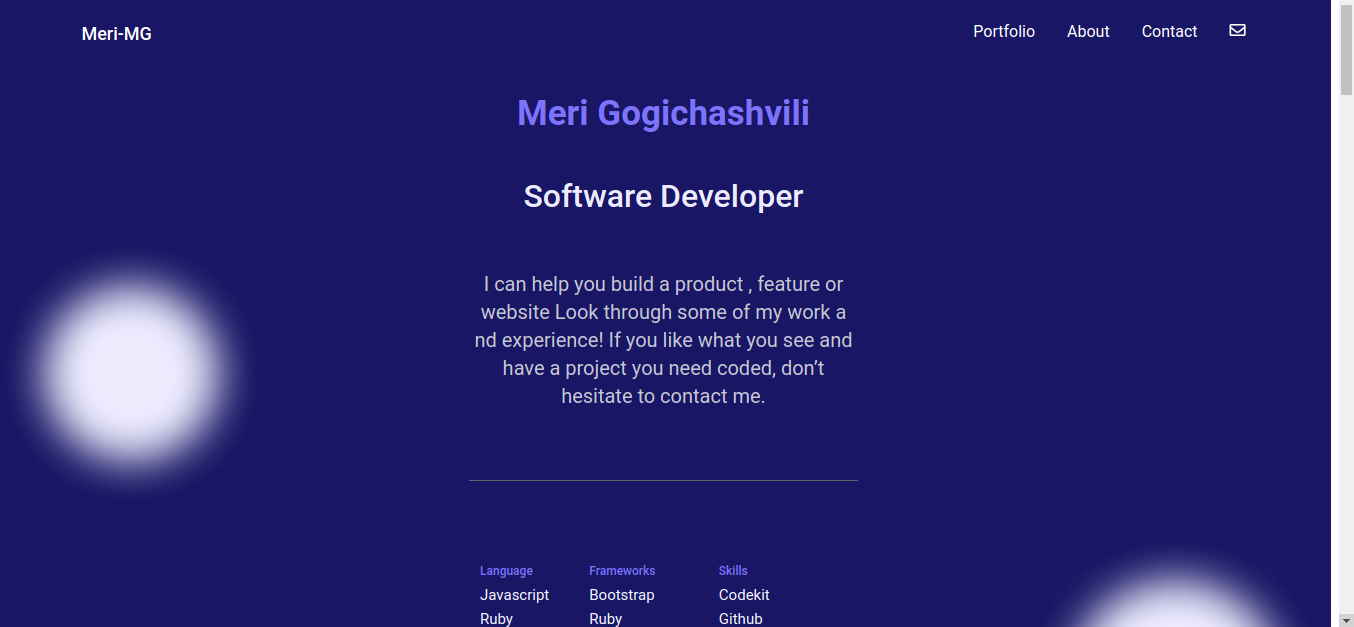 Meri-MG
Portfolio About Contact
Meri Gogichashvili
Software Developer
I can help you build a product , feature or
website Look through some of my work a
nd experience! If you like what you see and
have a project you need coded, don’t
hesitate to contact me.
Language Frameworks Skills
Javascript Bootstrap Codekit
Ruby Ruby Github